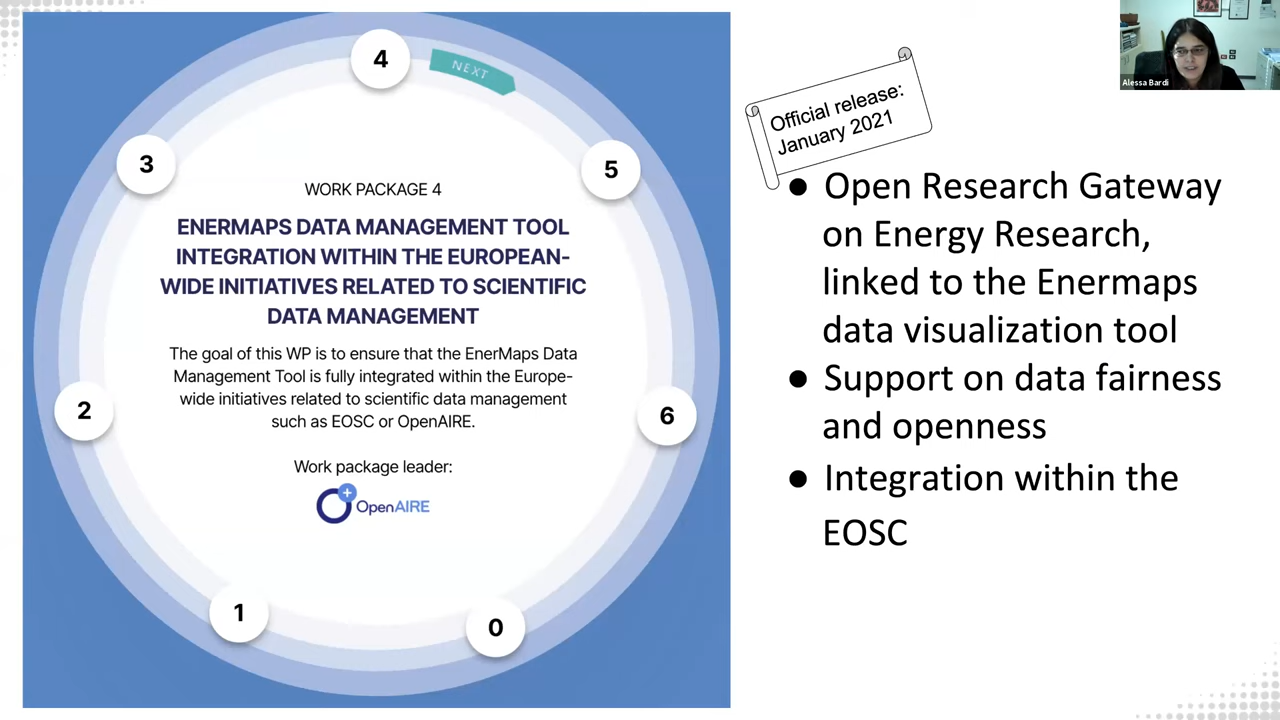 4
NEXT
3
5
WORK PACKAGE 4
ENERMAPS DATA MANAGEMENT TOOL
INTEGRATION WITHIN THE EUROPEAN-
WIDE INITIATIVES RELATED TO SCIENTIFIC
DATA MANAGEMENT
The goal of this WP is to ensure that the EnerMaps Data
Management Tool is fully integrated within the Europe-
wide initiatives related to scientific data management
such as EOSC or OpenAIRE.
2
6
Work package leader:
OpenAIRE
1
0
Official release:
January 2021
● Open Research Gateway
on Energy Research,
linked to the Enermaps
data visualization tool
● Support on data fairness
and openness
● Integration within the
EOSC
Alessa Bardi